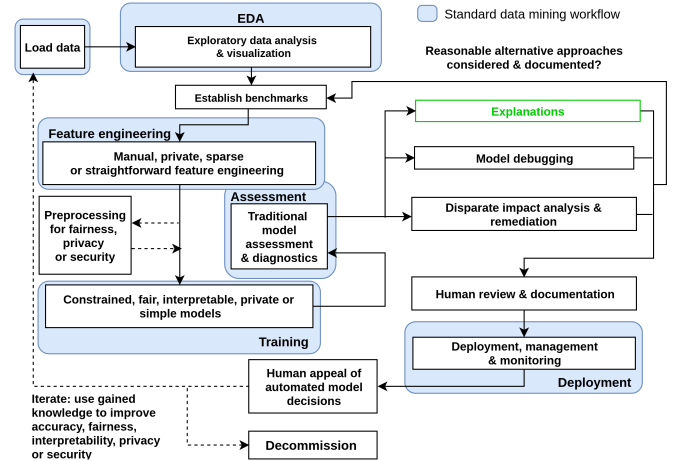 EDA
Standard data mining workflow
Load data
Exploratory data analysis
& visualization
Reasonable alternative approaches
considered & documented?
Establish benchmarks
Explanations
Feature engineering
Manual, private, sparse
or straightforward feature engineering
Model debugging
Assessment
Traditional
model
assessment
& diagnostics
Preprocessing
for fairness,
privacy
or security
Disparate impact analysis &
remediation
Constrained, fair, interpretable, private or
simple models
Training
Human review & documentation
Deployment, management
& monitoring
Deployment
Human appeal of
automated model
decisions
Iterate: use gained
knowledge to improve
accuracy, fairness,
interpretability, privacy
or security
Decommission